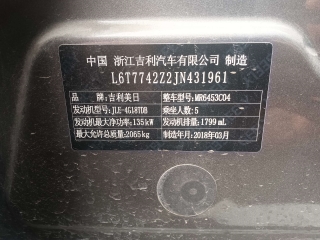 中国 浙江吉利汽车有限公司 制造
L6T7742Z2JN431961
品牌:吉利美日 整车型号:MR6453C04
发动机型号:JLE-4G18TDB 乘坐人数:5
发动机最大净功率:135kW 发动机排量:1799 mL
最大允许总质量:2065kg 制造年月:2018年03月